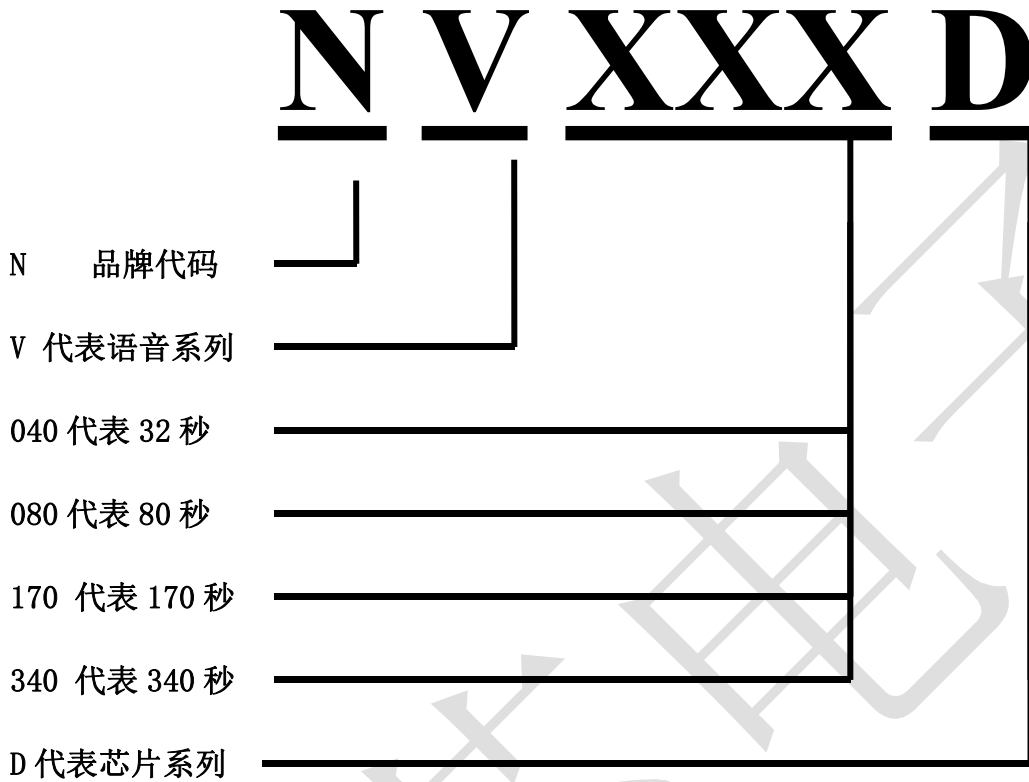 N V XXX D
N 品牌代码
V 代表语音系列
040 代表 32 秒
080 代表 80 秒
170 代表 170 秒
340 代表 340 秒
D 代表芯片系列